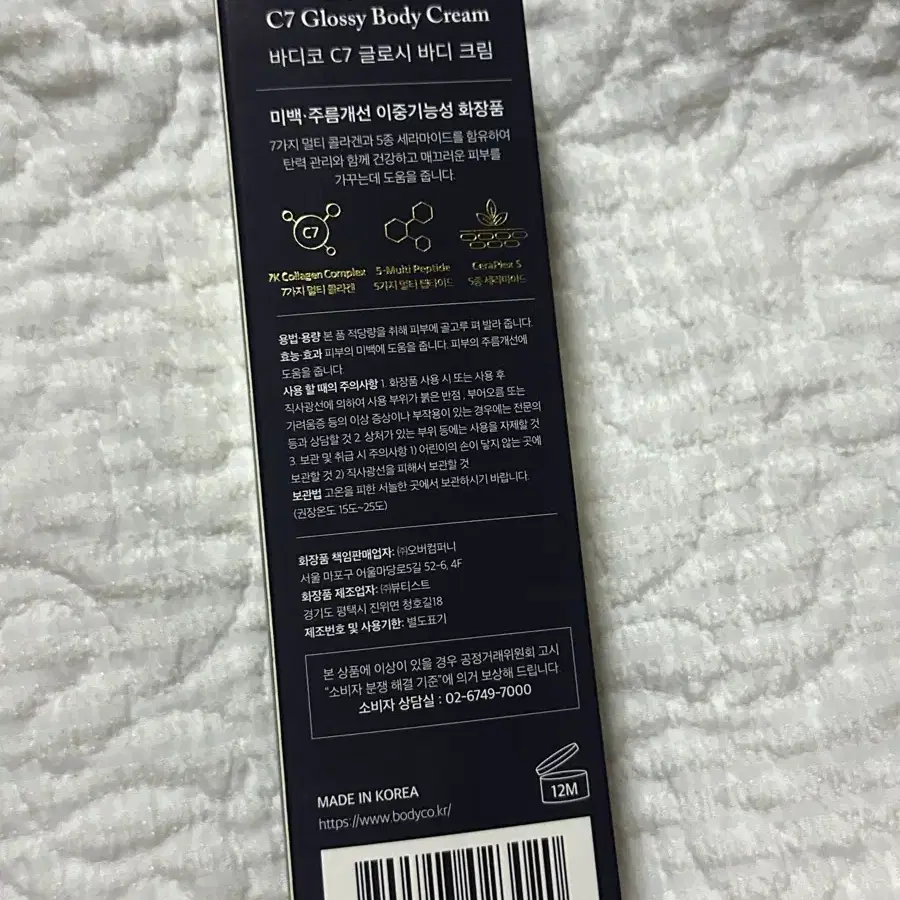 C7 Glossy Body Cream
바디코 C7 글로시 바디 크림
미백·주름개선 이중기능성 화장품
7가지 멀티 콜라겐과 5종 세라마이드를 함유하여
탄력 관리와 함께 건강하고 매끄러운 피부를
가꾸는데 도움을 줍니다.
C7
7K Collagen Complex
7가지 멀티 콜라겐
5-Multi Peptide
5가지 멀티 펩타이드
CeraPlex 5
5종 세라마이드
용법·용량 본 품 적당량을 취해 피부에 골고루 펴 발라 줍니다.
효능·효과 피부의 미백에 도움을 줍니다. 피부의 주름개선에
도움을 줍니다.
사용 할 때의 주의사항 1. 화장품 사용 시 또는 사용 후
직사광선에 의하여 사용 부위가 붉은 반점, 부어오름 또는
가려움증 등의 이상 증상이나 부작용이 있는 경우에는 전문의
등과 상담할 것 2. 상처가 있는 부위 등에는 사용을 자제할 것
3. 보관 및 취급 시 주의사항 1) 어린이의 손이 닿지 않는 곳에
보관할 것 2) 직사광선을 피해서 보관할 것
보관법 고온을 피한 서늘한 곳에서 보관하시기 바랍니다.
(권장온도 15도~25도)
화장품 책임판매업자: ㈜오버컴퍼니
서울 마포구 어울마당로5길 52-6, 4F
화장품 제조업자: ㈜뷰티스트
경기도 평택시 진위면 청호길18
제조번호 및 사용기한: 별도표기
본 상품에 이상이 있을 경우 공정거래위원회 고시
"소비자 분쟁 해결 기준"에 의거 보상해 드립니다.
소비자 상담실 : 02-6749-7000
12M
MADE IN KOREA
https://www.bodyco.kr/